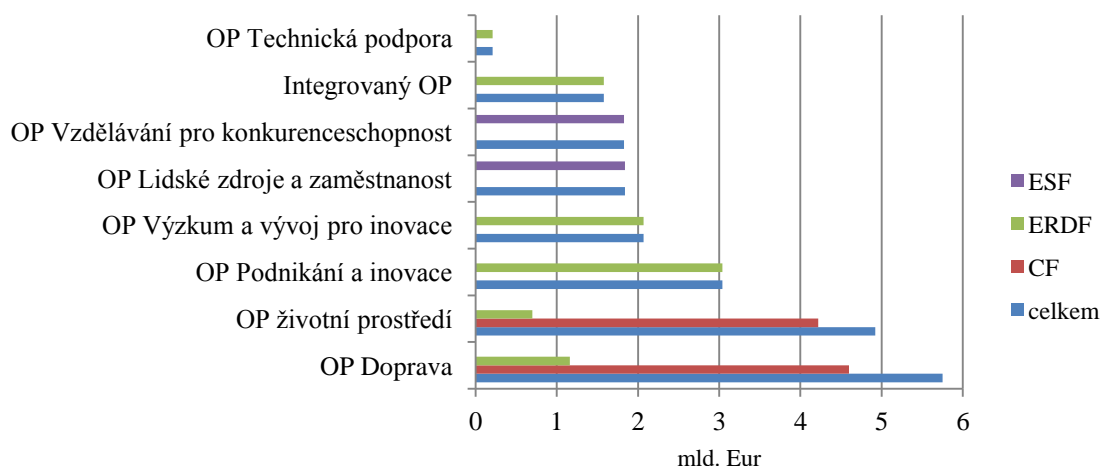 OP Technická podpora
Integrovaný OP
OP Vzdělávání pro konkurenceschopnost
OP Lidské zdroje a zaměstnanost
OP Výzkum a vývoj pro inovace
OP Podnikání a inovace
OP životní prostředí
OP Doprava
0 1 2 3 4 5 6
mld. Eur
ESF
ERDF
CF
celkem